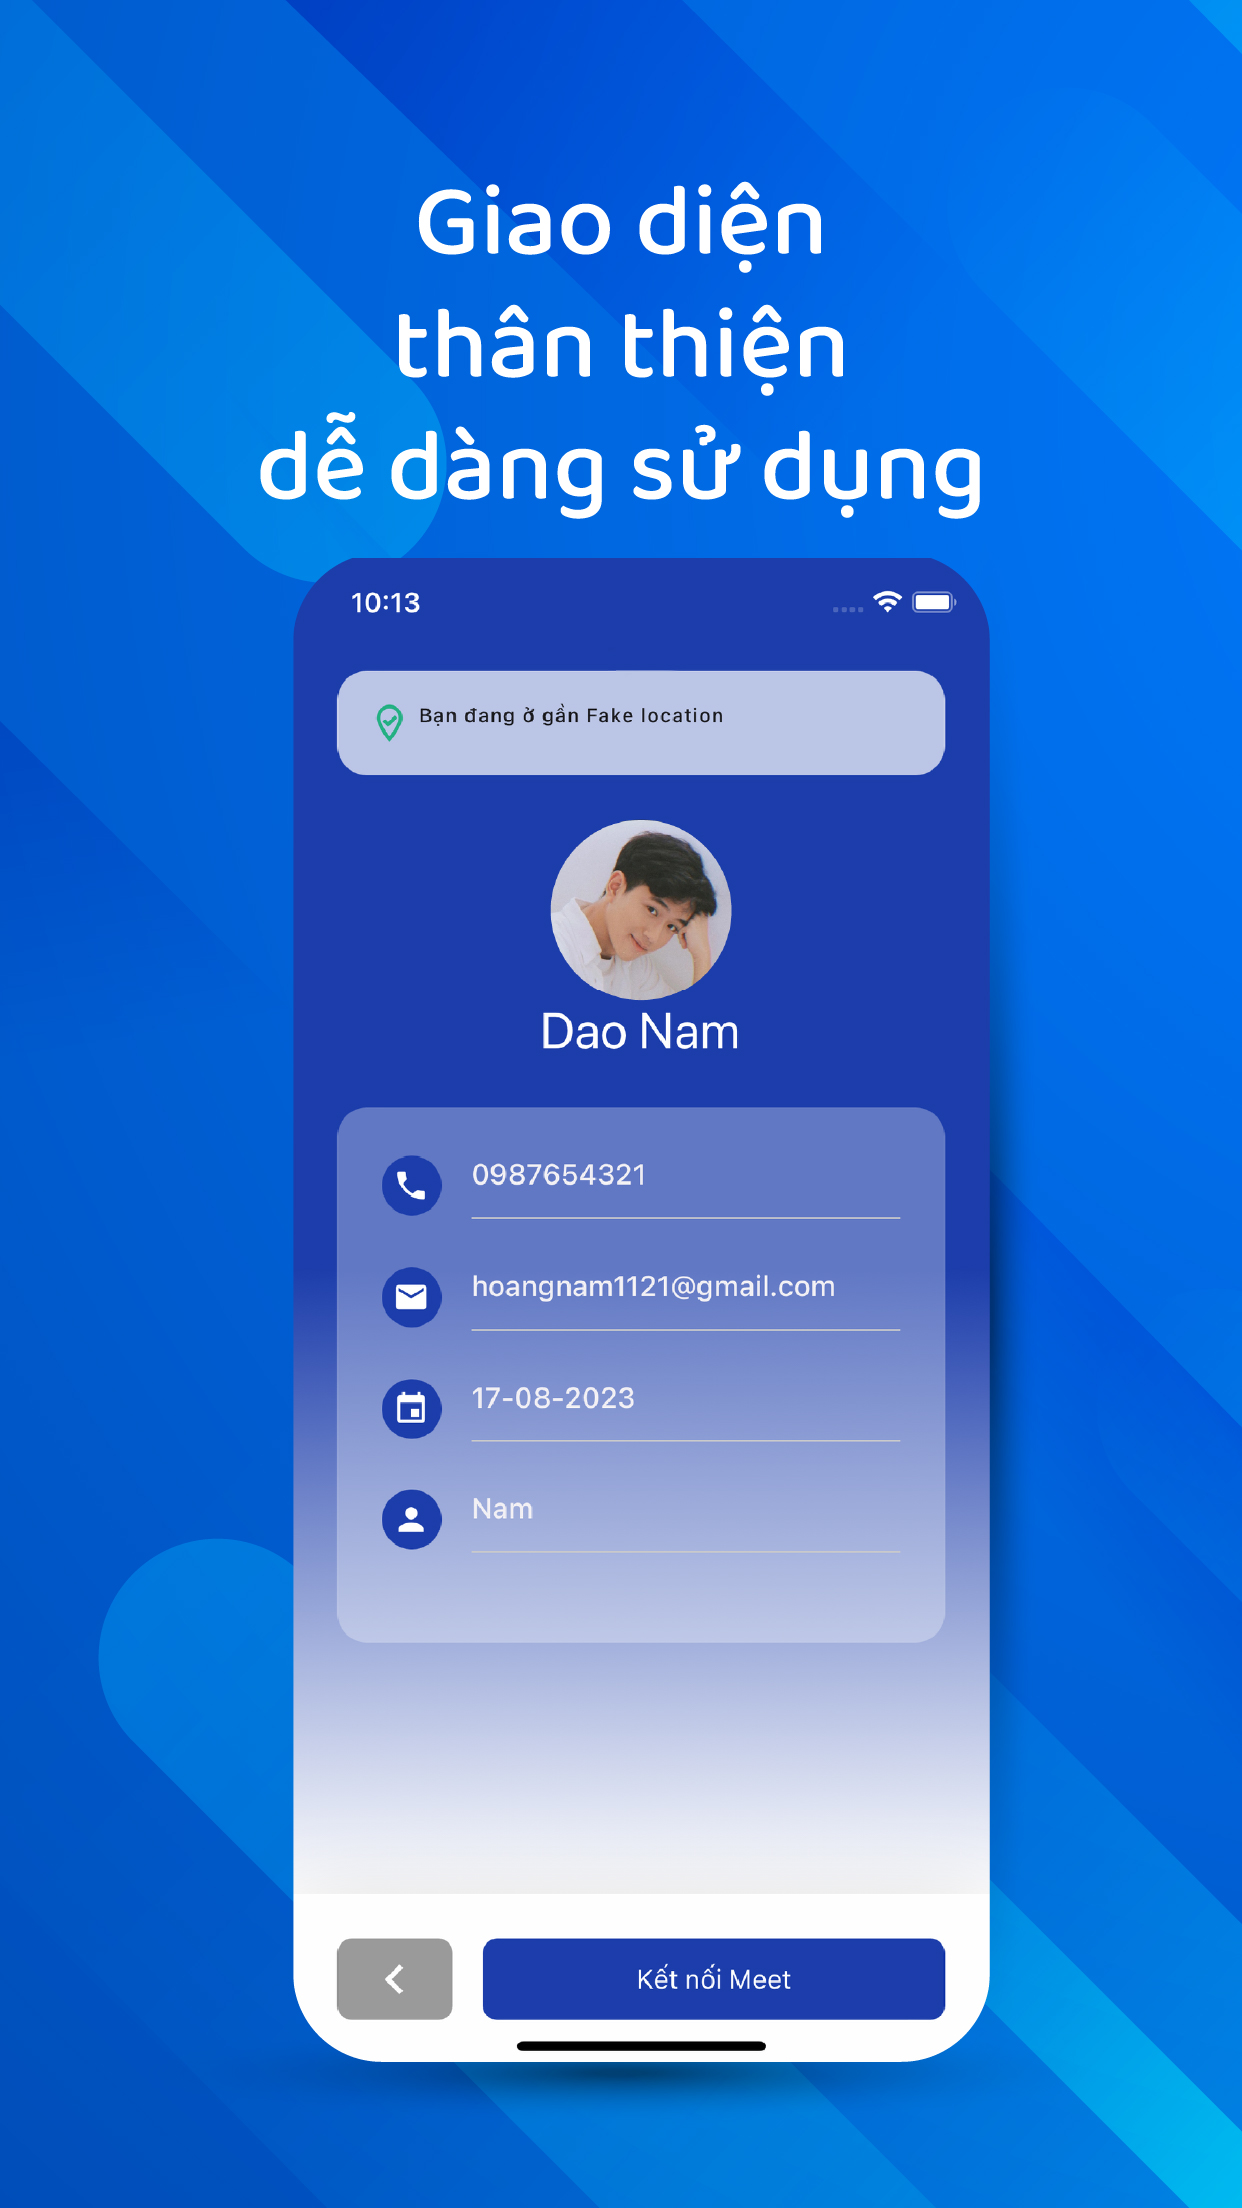 Giao diện
thân thiện
dễ dàng sử dụng
10:13
Bạn đang ở gần Fake location
Dao Nam
0987654321
hoangnam1121@gmail.com
17-08-2023
Nam
Kết nối Meet